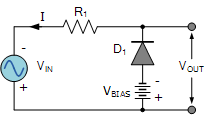 I R1
D1
- VIN +
VBIAS - +
VOUT